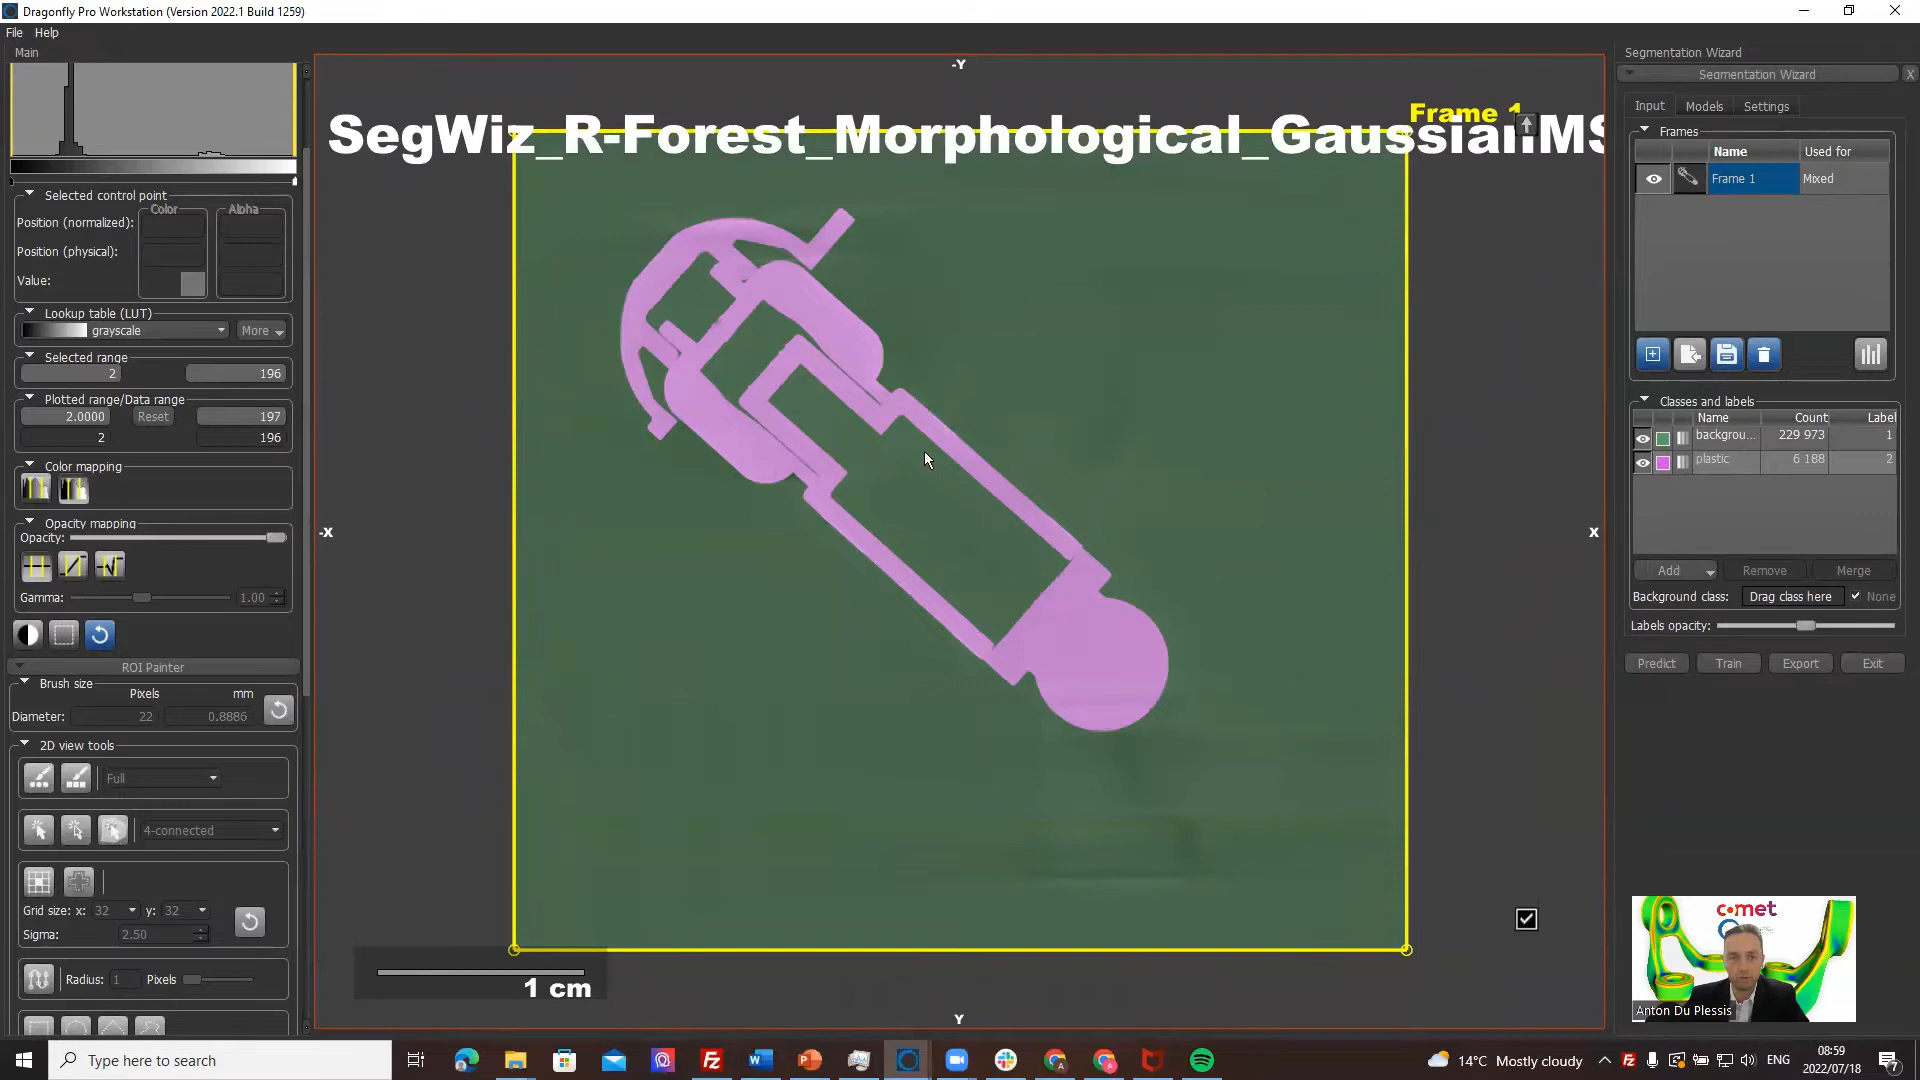 Dragonfly Pro Workstation (Version 2022.1 Build 1259)
File Help
Main
Selected control point
Color Alpha
Position (normalized):
Position (physical):
Value:
Lookup table (LUT)
grayscale More
Selected range
2 196
Plotted range/Data range
2.0000 Reset 197
2 196
Color mapping
Opacity mapping
Opacity:
Gamma: 1.00
ROI Painter
Brush size
Pixels mm
Diameter: 22 0.8886
2D view tools
Full
4-connected
Grid size: x: 32 y: 32
Sigma: 2.50
Radius: 1 Pixels
-Y
Frame 1
SegWiz_R-Forest_Morphological_Gaussian.MS
-X
X
1 cm
Y
Segmentation Wizard
Segmentation Wizard X
Input Models Settings
Frames
Name Used for
Frame 1 Mixed
Classes and labels
Name Count Label
backgrou... 229 973 1
plastic 6 188 2
Add Remove Merge
Background class: Drag class here None
Labels opacity:
Predict Train Export Exit
comet
Anton Du Plessis
Type here to search
14°C Mostly cloudy
ENG
08:59
2022/07/18
7